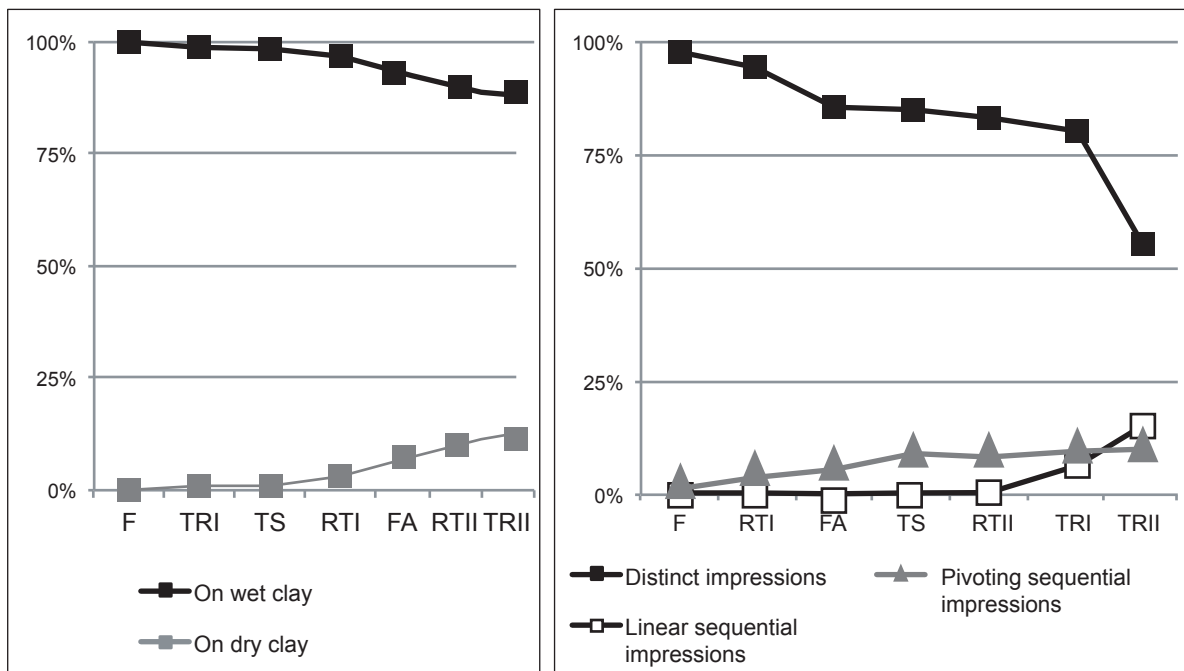 100%
75%
50%
25%
0%
F TRI TS RTI FA RTII TRII
On wet clay
On dry clay
100%
75%
50%
25%
0%
F RTI FA TS RTII TRI TRII
Distinct impressions
Pivoting sequential
impressions
Linear sequential
impressions